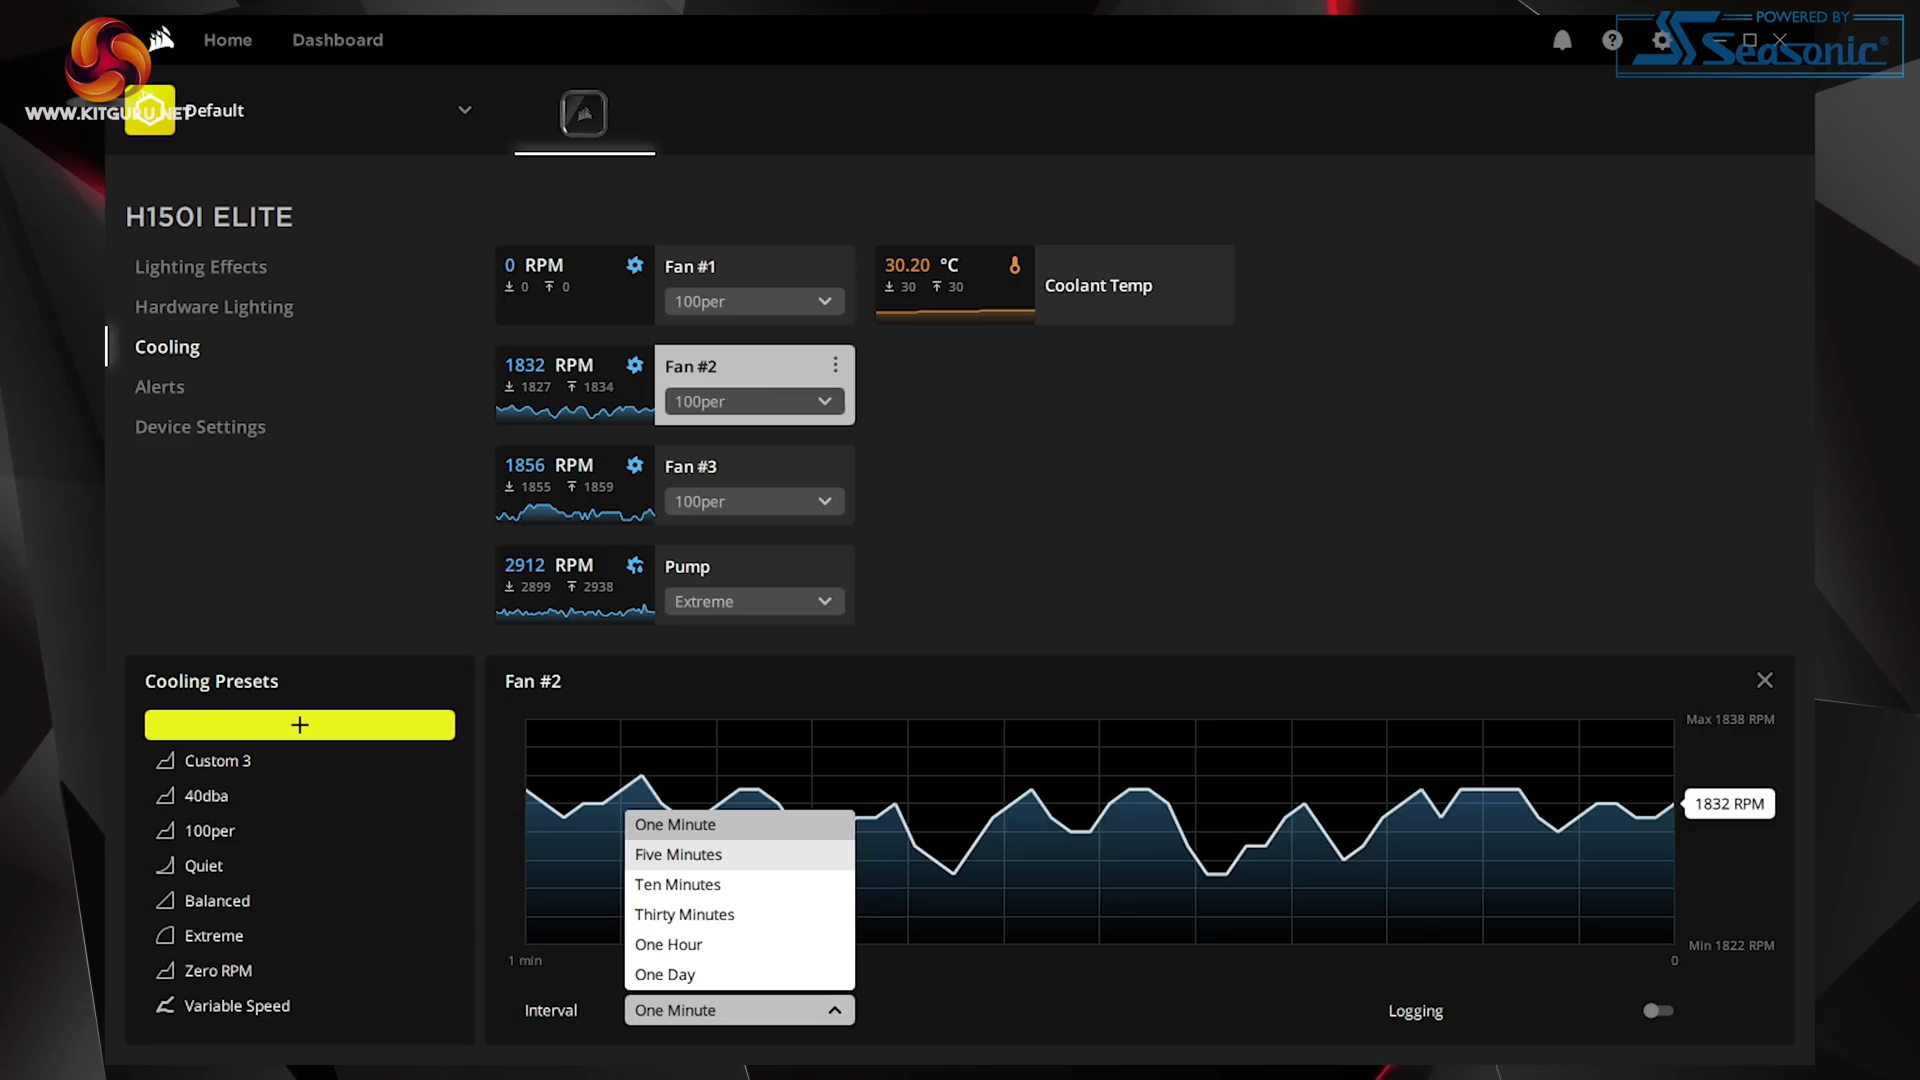 Home
Dashboard
POWERED BY
Seasonic®
WWW.KITGURU.NET
Default
H150I ELITE
Lighting Effects
Hardware Lighting
Cooling
Alerts
Device Settings
0 RPM
0 0
Fan #1
100per
30.20 °C
30 30
Coolant Temp
1832 RPM
1827 1834
Fan #2
100per
1856 RPM
1855 1859
Fan #3
100per
2912 RPM
2899 2938
Pump
Extreme
Cooling Presets
+
Custom 3
40dba
100per
Quiet
Balanced
Extreme
Zero RPM
Variable Speed
Fan #2
Max 1838 RPM
1832 RPM
Min 1822 RPM
1 min
0
One Minute
Five Minutes
Ten Minutes
Thirty Minutes
One Hour
One Day
Interval
One Minute
Logging